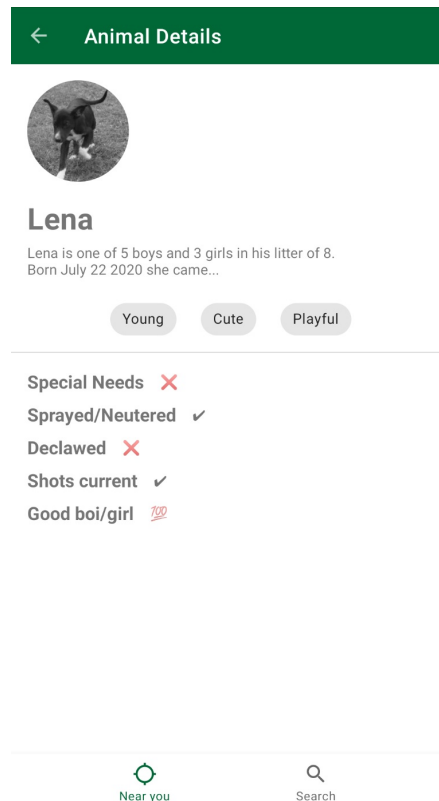 Animal Details
Lena
Lena is one of 5 boys and 3 girls in his litter of 8.
Born July 22 2020 she came...
Young Cute Playful
Special Needs ❌
Sprayed/Neutered ✔
Declawed ❌
Shots current ✔
Good boi/girl 💯
Near you Search